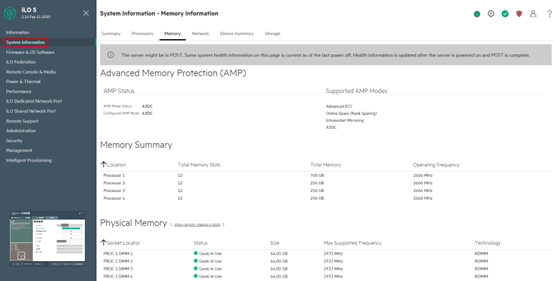 iLO 5
2.14 Feb 11 2020
Information
System Information
Firmware & OS Software
iLO Federation
Remote Console & Media
Power & Thermal
Performance
iLO Dedicated Network Port
iLO Shared Network Port
Remote Support
Administration
Security
Management
Intelligent Provisioning
System Information - Memory Information
Summary Processors Memory Network Device Inventory Storage
The server might be in POST. Some system health information on this page is current as of the last power off. Health information is updated after the server is powered on and POST is complete.
Advanced Memory Protection (AMP)
AMP Status Supported AMP Modes
AMP Mode Status A3DC Advanced ECC
Configured AMP Mode A3DC Online Spare (Rank Sparing)
Intrasocket Mirroring
A3DC
Memory Summary
Location Total Memory Slots Total Memory Operating Frequency
Processor 1 12 768 GB 2666 MHz
Processor 2 12 256 GB 2666 MHz
Processor 3 12 256 GB 2666 MHz
Processor 4 12 256 GB 2666 MHz
Physical Memory ( show empty memory slots )
Socket Locator Status Size Max Supported Frequency Technology
PROC 1 DIMM 1 Good, In Use 64.00 GB 2933 MHz RDIMM
PROC 1 DIMM 2 Good, In Use 64.00 GB 2933 MHz RDIMM
PROC 1 DIMM 3 Good, In Use 64.00 GB 2933 MHz RDIMM
PROC 1 DIMM 4 Good, In Use 64.00 GB 2933 MHz RDIMM